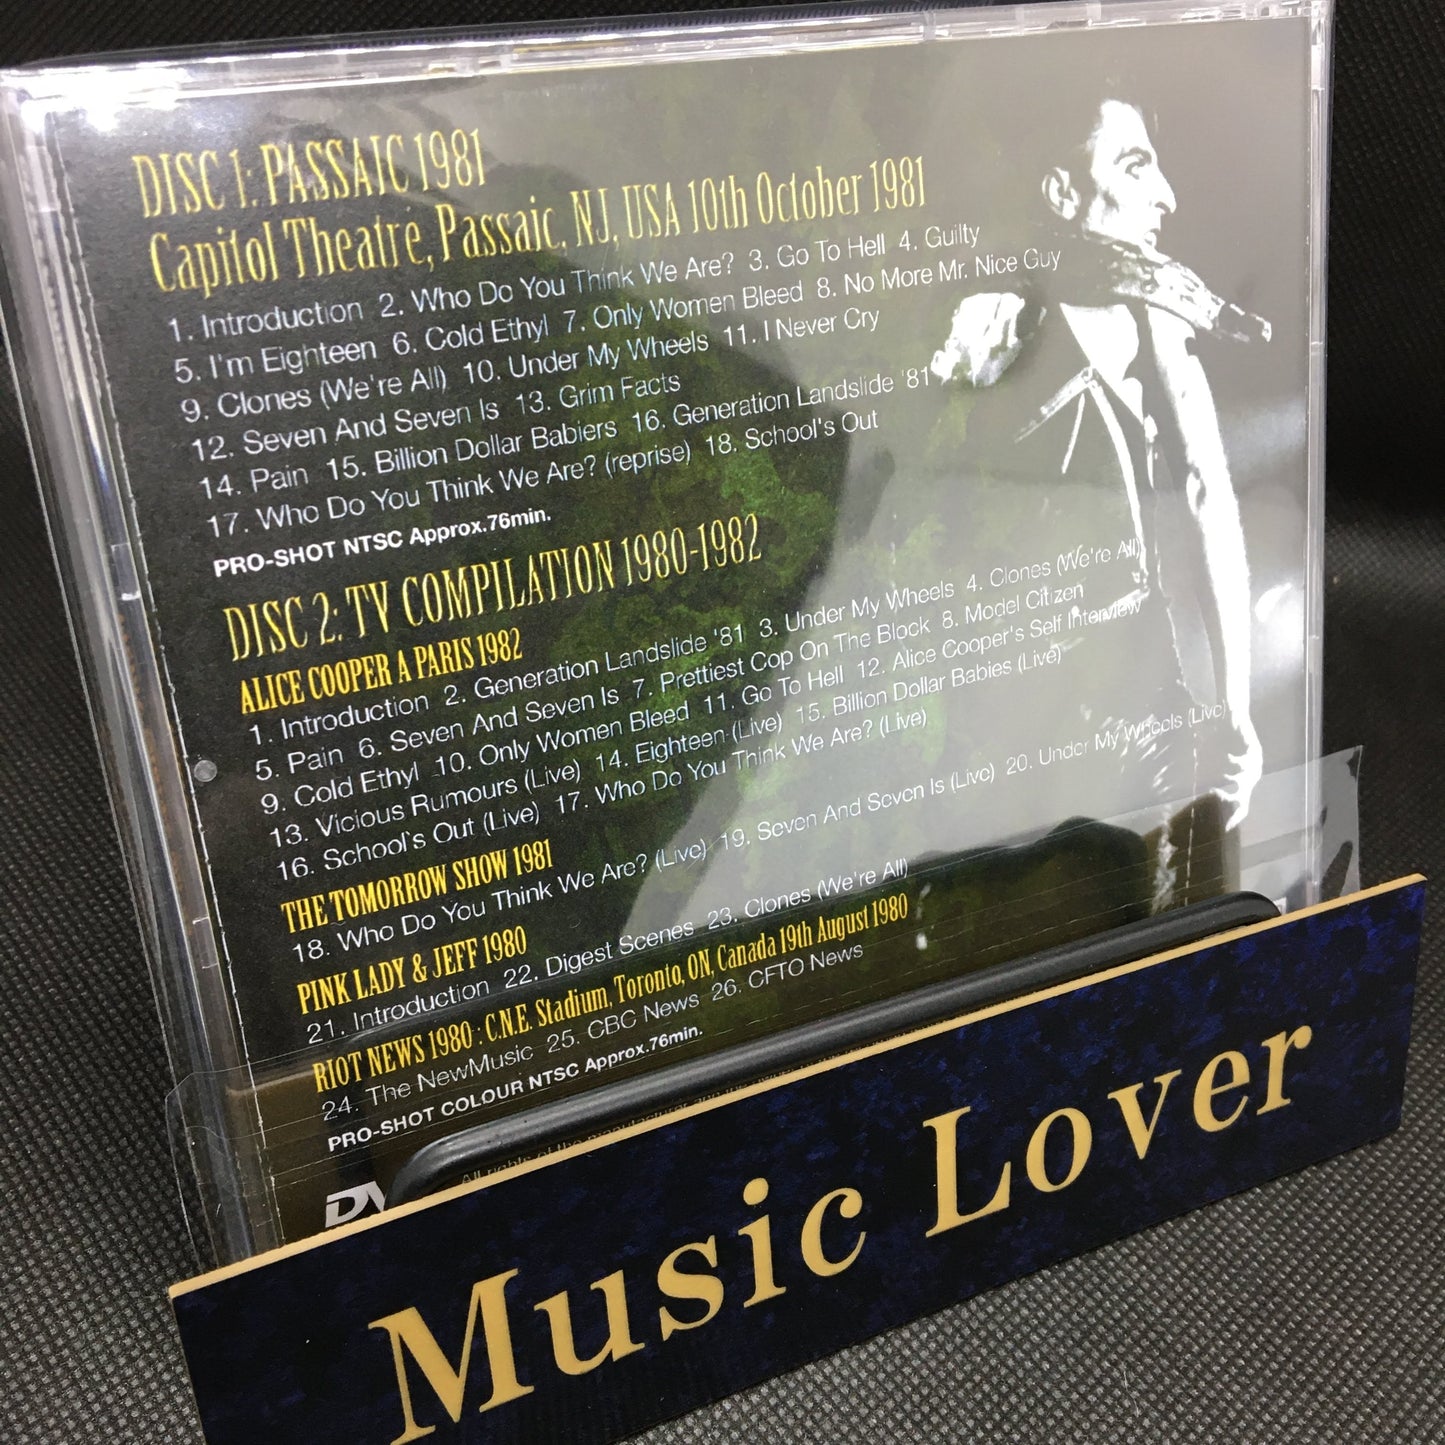 DISC 1: PASSAIC 1981
Capitol Theatre, Passaic, NJ, USA 10th October 1981
1. Introduction 2. Who Do You Think We Are? 3. Go To Hell 4. Guilty
5. I'm Eighteen 6. Cold Ethyl 7. Only Women Bleed 8. No More Mr. Nice Guy
9. Clones (We're All) 10. Under My Wheels 11. I Never Cry
12. Seven And Seven Is 13. Grim Facts
14. Pain 15. Billion Dollar Babiers 16. Generation Landslide '81
17. Who Do You Think We Are? (reprise) 18. School's Out
PRO-SHOT NTSC Approx.76min.
DISC 2: TV COMPILATION 1980-1982
ALICE COOPER A PARIS 1982
1. Introduction 2. Generation Landslide '81 3. Under My Wheels 4. Clones (We're All)
5. Pain 6. Seven And Seven Is 7. Prettiest Cop On The Block 8. Model Citizen
9. Cold Ethyl 10. Only Women Bleed 11. Go To Hell 12. Alice Cooper's Self Interview
13. Vicious Rumours (Live) 14. Eighteen (Live) 15. Billion Dollar Babies (Live)
16. School's Out (Live) 17. Who Do You Think We Are? (Live)
THE TOMORROW SHOW 1981
18. Who Do You Think We Are? (Live) 19. Seven And Seven Is (Live) 20. Under My Wheels (Live)
PINK LADY & JEFF 1980
21. Introduction 22. Digest Scenes 23. Clones (We're All)
RIOT NEWS 1980 : C.N.E. Stadium, Toronto, ON, Canada 19th August 1980
24. The NewMusic 25. CBC News 26. CFTO News
PRO-SHOT COLOUR NTSC Approx.76min.
All rights of the
Music Lover